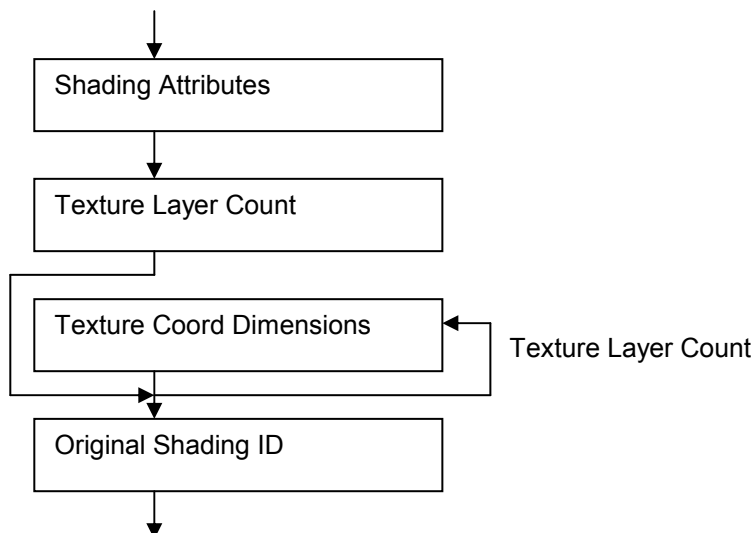 Shading Attributes
Texture Layer Count
Texture Coord Dimensions
Texture Layer Count
Original Shading ID